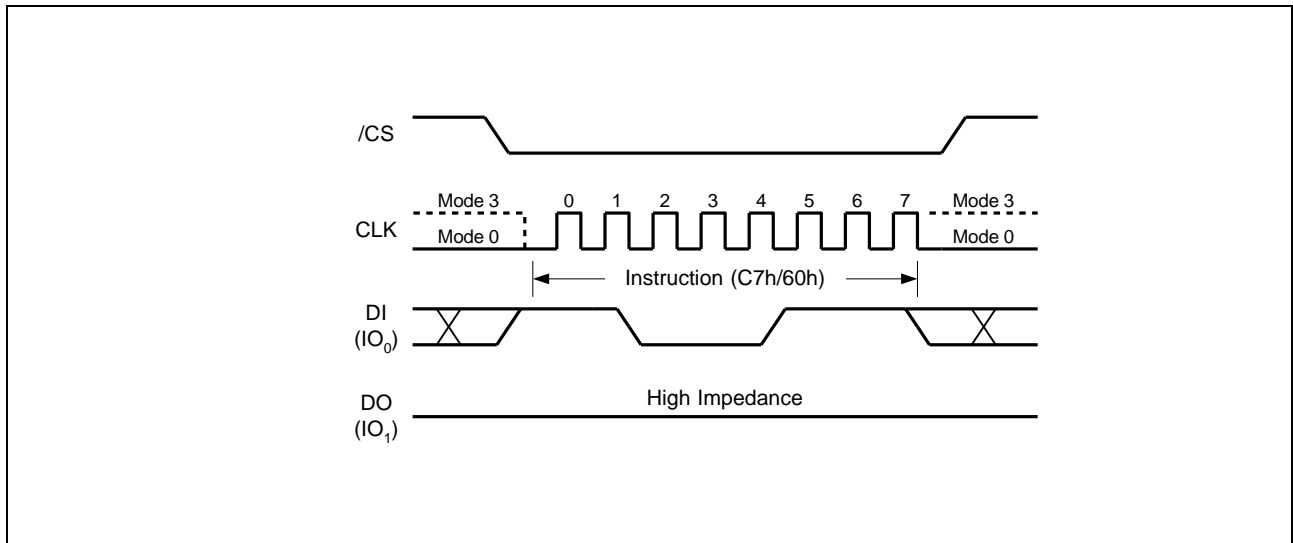 /CS
Mode 3 0 1 2 3 4 5 6 7 Mode 3
CLK
Mode 0 Mode 0
Instruction (C7h/60h)
DI
(IO₀)
High Impedance
DO
(IO₁)